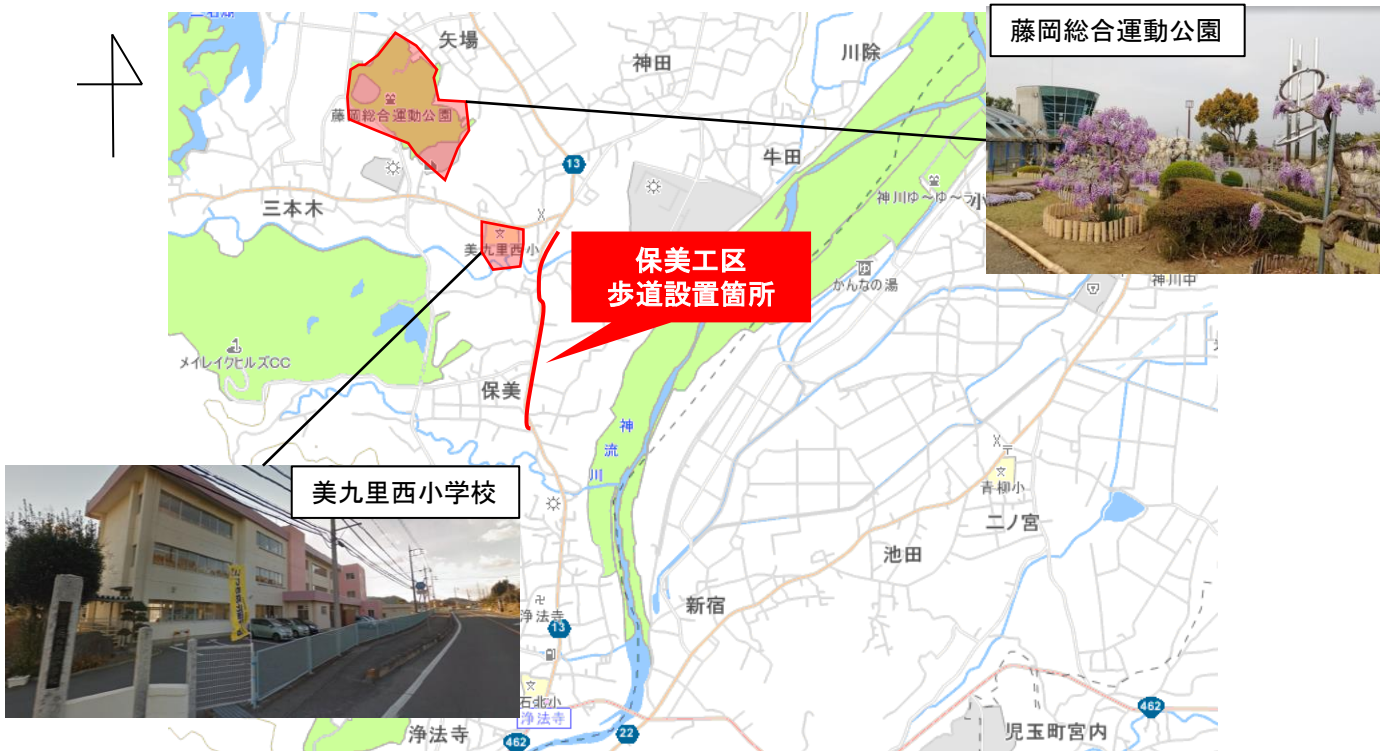 藤岡総合運動公園
矢場
神田
川除
藤岡総合運動公園
13
牛田
神川ゆ～ゆ～ラ
小
三本木
美九里西小
保美工区
歩道設置箇所
かんなの湯
神川中
メイレイクヒルズCC
保美
神
流
川
美九里西小学校
青柳小
二ノ宮
池田
新宿
浄法寺
13
石北小
浄法寺
浄法寺
462
22
462
児玉町宮内